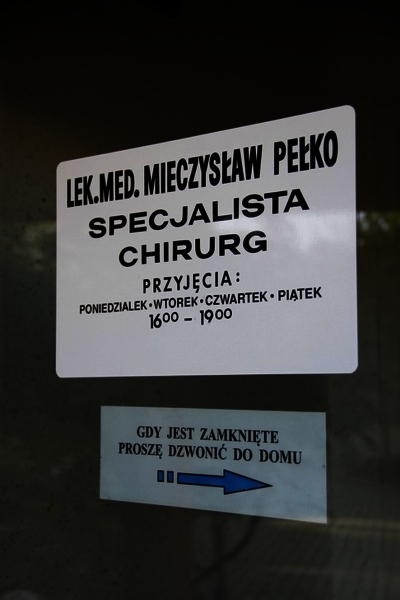 LEK.MED. MIECZYSŁAW PEŁKO
SPECJALISTA
CHIRURG
PRZYJĘCIA:
PONIEDZIALEK • WTOREK • CZWARTEK • PIĄTEK
16⁰⁰ – 19⁰⁰
GDY JEST ZAMKNIĘTE
PROSZĘ DZWONIĆ DO DOMU